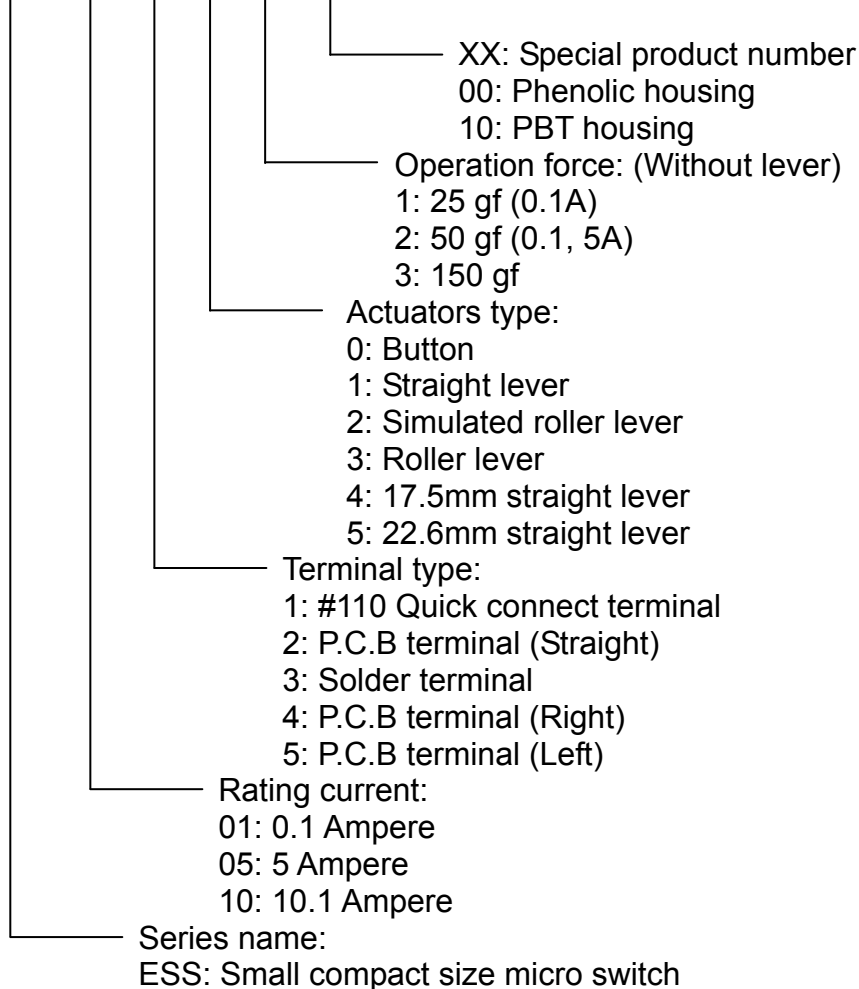 XX: Special product number
00: Phenolic housing
10: PBT housing
Operation force: (Without lever)
1: 25 gf (0.1A)
2: 50 gf (0.1, 5A)
3: 150 gf
Actuators type:
0: Button
1: Straight lever
2: Simulated roller lever
3: Roller lever
4: 17.5mm straight lever
5: 22.6mm straight lever
Terminal type:
1: #110 Quick connect terminal
2: P.C.B terminal (Straight)
3: Solder terminal
4: P.C.B terminal (Right)
5: P.C.B terminal (Left)
Rating current:
01: 0.1 Ampere
05: 5 Ampere
10: 10.1 Ampere
Series name:
ESS: Small compact size micro switch